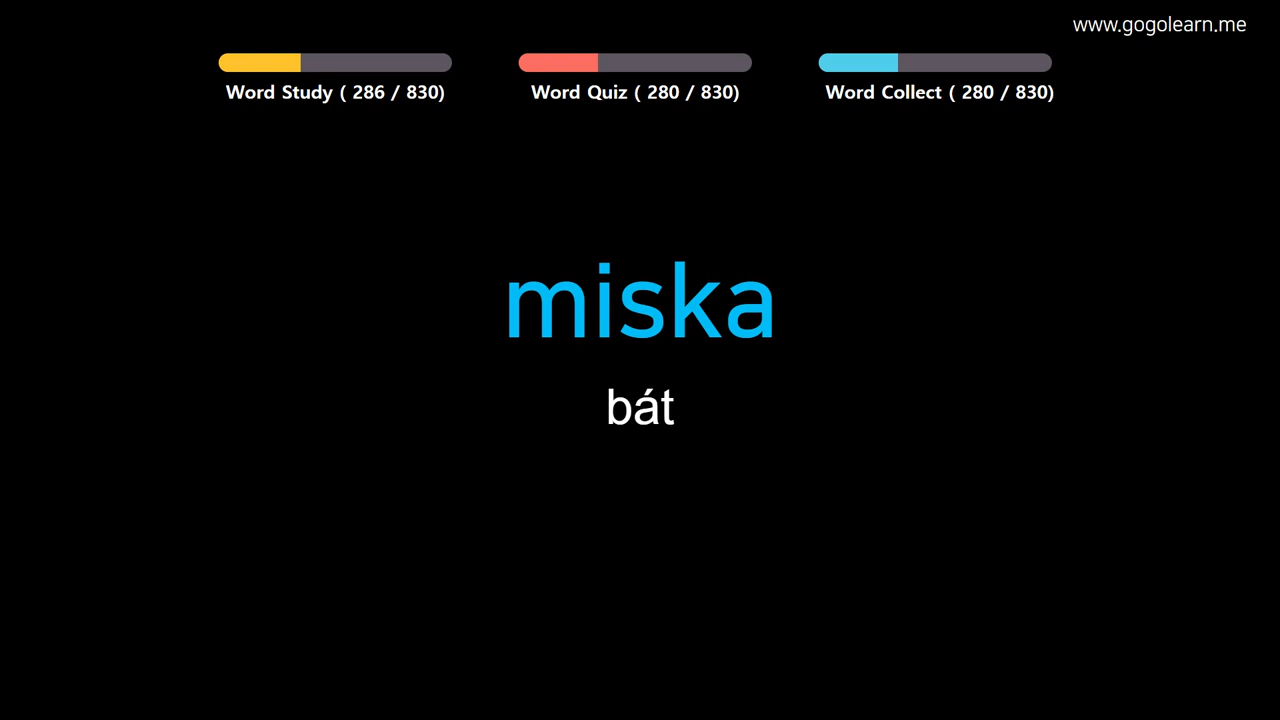 www.gogolearn.me
Word Study ( 286 / 830)
Word Quiz ( 280 / 830)
Word Collect ( 280 / 830)
miska
bát